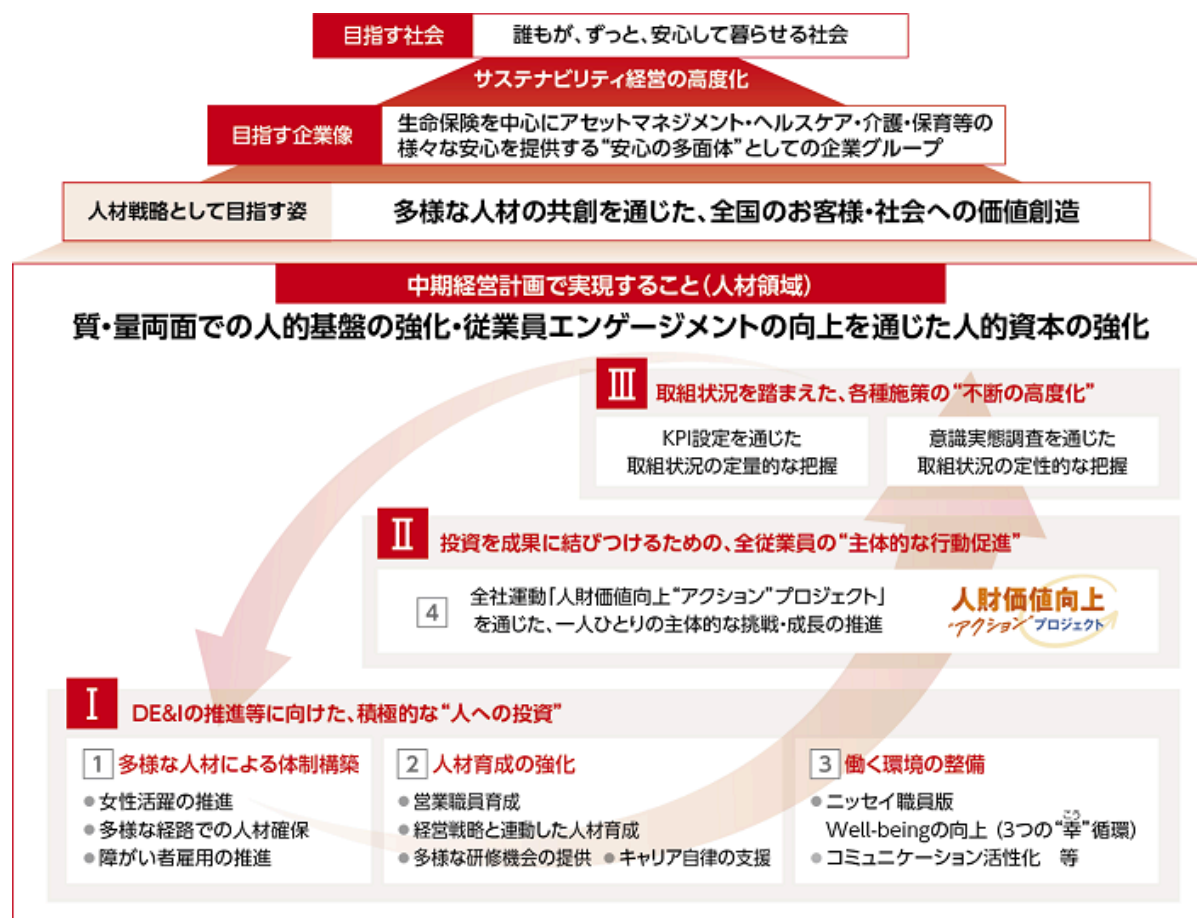 目指す社会
誰もが、ずっと、安心して暮らせる社会
サステナビリティ経営の高度化
目指す企業像
生命保険を中心にアセットマネジメント・ヘルスケア・介護・保育等の
様々な安心を提供する“安心の多面体”としての企業グループ
人材戦略として目指す姿
多様な人材の共創を通じた、全国のお客様・社会への価値創造
中期経営計画で実現すること（人材領域）
質・量両面での人的基盤の強化・従業員エンゲージメントの向上を通じた人的資本の強化
Ⅲ 取組状況を踏まえた、各種施策の“不断の高度化”
KPI設定を通じた
取組状況の定量的な把握
意識実態調査を通じた
取組状況の定性的な把握
Ⅱ 投資を成果に結びつけるための、全従業員の“主体的な行動促進”
4 全社運動「人財価値向上“アクション”プロジェクト」
を通じた、一人ひとりの主体的な挑戦・成長の推進
人財価値向上
“アクション”プロジェクト
Ⅰ DE&Iの推進等に向けた、積極的な“人への投資”
1 多様な人材による体制構築
●女性活躍の推進
●多様な経路での人材確保
●障がい者雇用の推進
2 人材育成の強化
●営業職員育成
●経営戦略と連動した人材育成
●多様な研修機会の提供 ●キャリア自律の支援
3 働く環境の整備
●ニッセイ職員版
こう
Well-beingの向上（3つの“幸”循環）
●コミュニケーション活性化 等